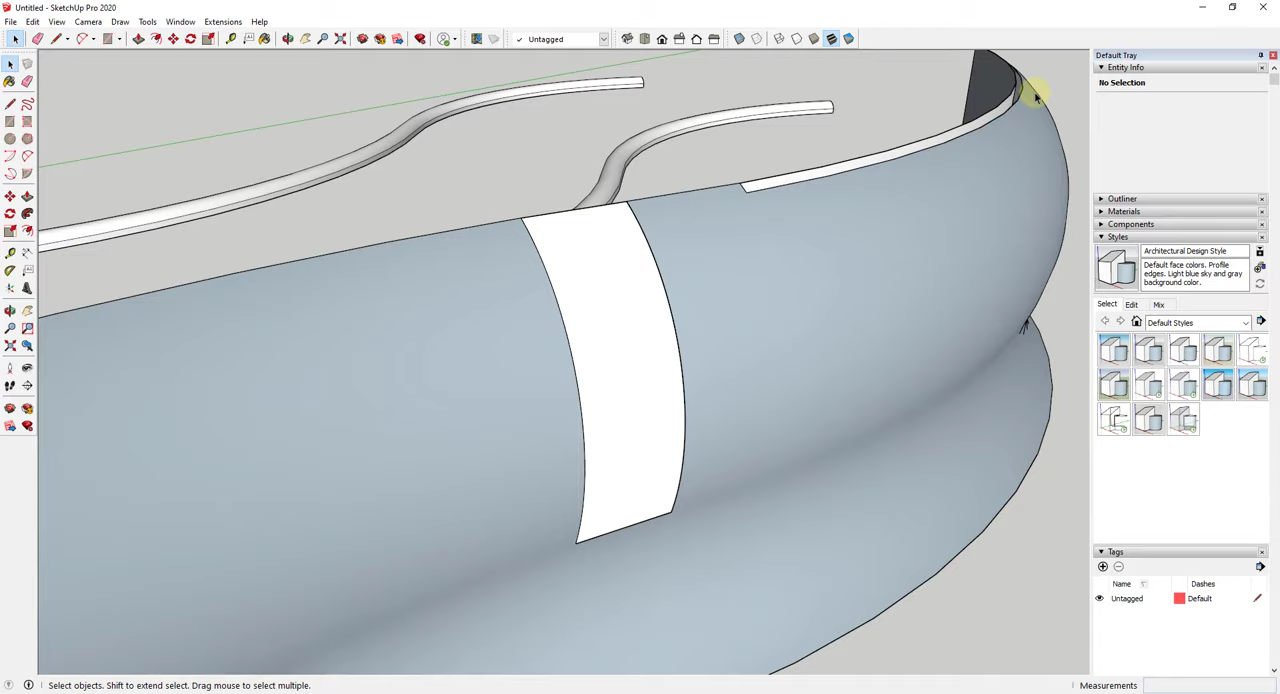 Untitled - SketchUp Pro 2020
File Edit View Camera Draw Tools Window Extensions Help
Untagged
Default Tray
Entity Info
No Selection
Outliner
Materials
Components
Styles
Architectural Design Style
Default face colors. Profile
edges. Light blue sky and gray
background color.
Select Edit Mix
Default Styles
Tags
Name Dashes
Untagged Default
Select objects. Shift to extend select. Drag mouse to select multiple.
Measurements